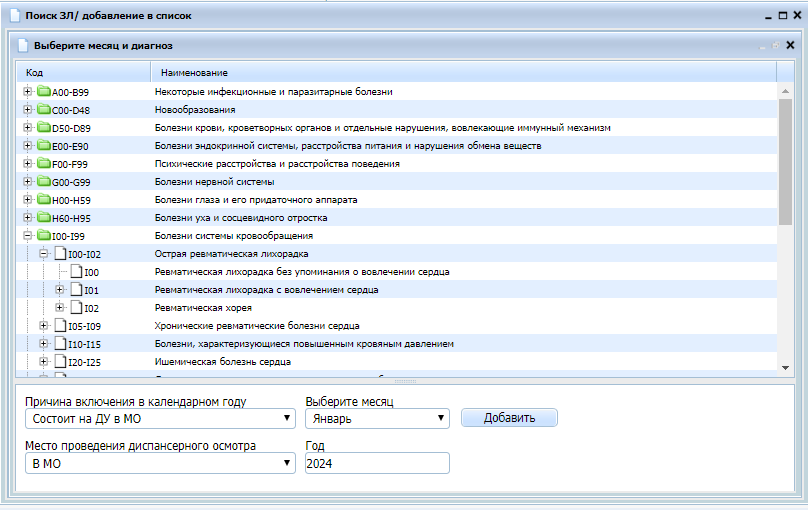 Поиск ЗЛ/ добавление в список
Выберите месяц и диагноз
Код Наименование
A00-B99 Некоторые инфекционные и паразитарные болезни
C00-D48 Новообразования
D50-D89 Болезни крови, кроветворных органов и отдельные нарушения, вовлекающие иммунный механизм
E00-E90 Болезни эндокринной системы, расстройства питания и нарушения обмена веществ
F00-F99 Психические расстройства и расстройства поведения
G00-G99 Болезни нервной системы
H00-H59 Болезни глаза и его придаточного аппарата
H60-H95 Болезни уха и сосцевидного отростка
I00-I99 Болезни системы кровообращения
I00-I02 Острая ревматическая лихорадка
I00 Ревматическая лихорадка без упоминания о вовлечении сердца
I01 Ревматическая лихорадка с вовлечением сердца
I02 Ревматическая хорея
I05-I09 Хронические ревматические болезни сердца
I10-I15 Болезни, характеризующиеся повышенным кровяным давлением
I20-I25 Ишемическая болезнь сердца
Причина включения в календарном году Выберите месяц
Состоит на ДУ в МО Январь Добавить
Место проведения диспансерного осмотра Год
В МО 2024